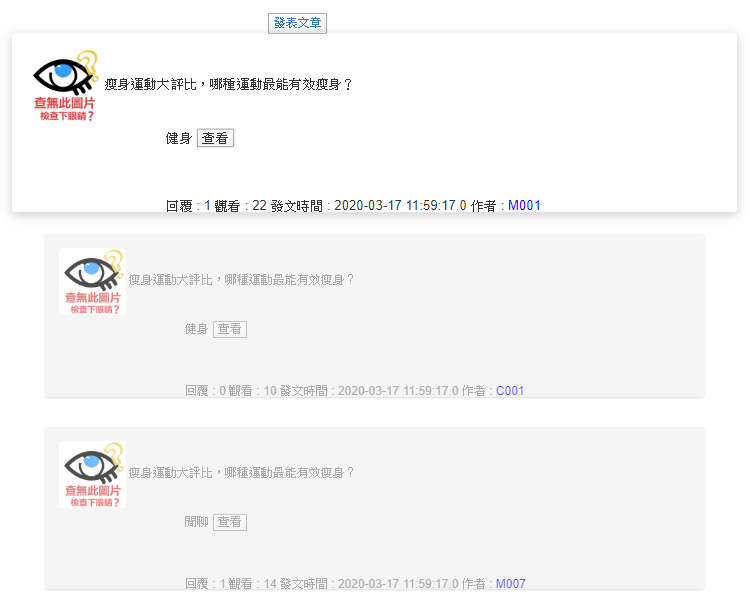 發表文章
查無此圖片
檢查下眼睛?
瘦身運動大評比,哪種運動最能有效瘦身?
健身 查看
回覆 : 1 觀看 : 22 發文時間 : 2020-03-17 11:59:17.0 作者 : M001
查無此圖片
檢查下眼睛?
瘦身運動大評比,哪種運動最能有效瘦身?
健身 查看
回覆 : 0 觀看 : 10 發文時間 : 2020-03-17 11:59:17.0 作者 : C001
查無此圖片
檢查下眼睛?
瘦身運動大評比,哪種運動最能有效瘦身?
閒聊 查看
回覆 : 1 觀看 : 14 發文時間 : 2020-03-17 11:59:17.0 作者 : M007